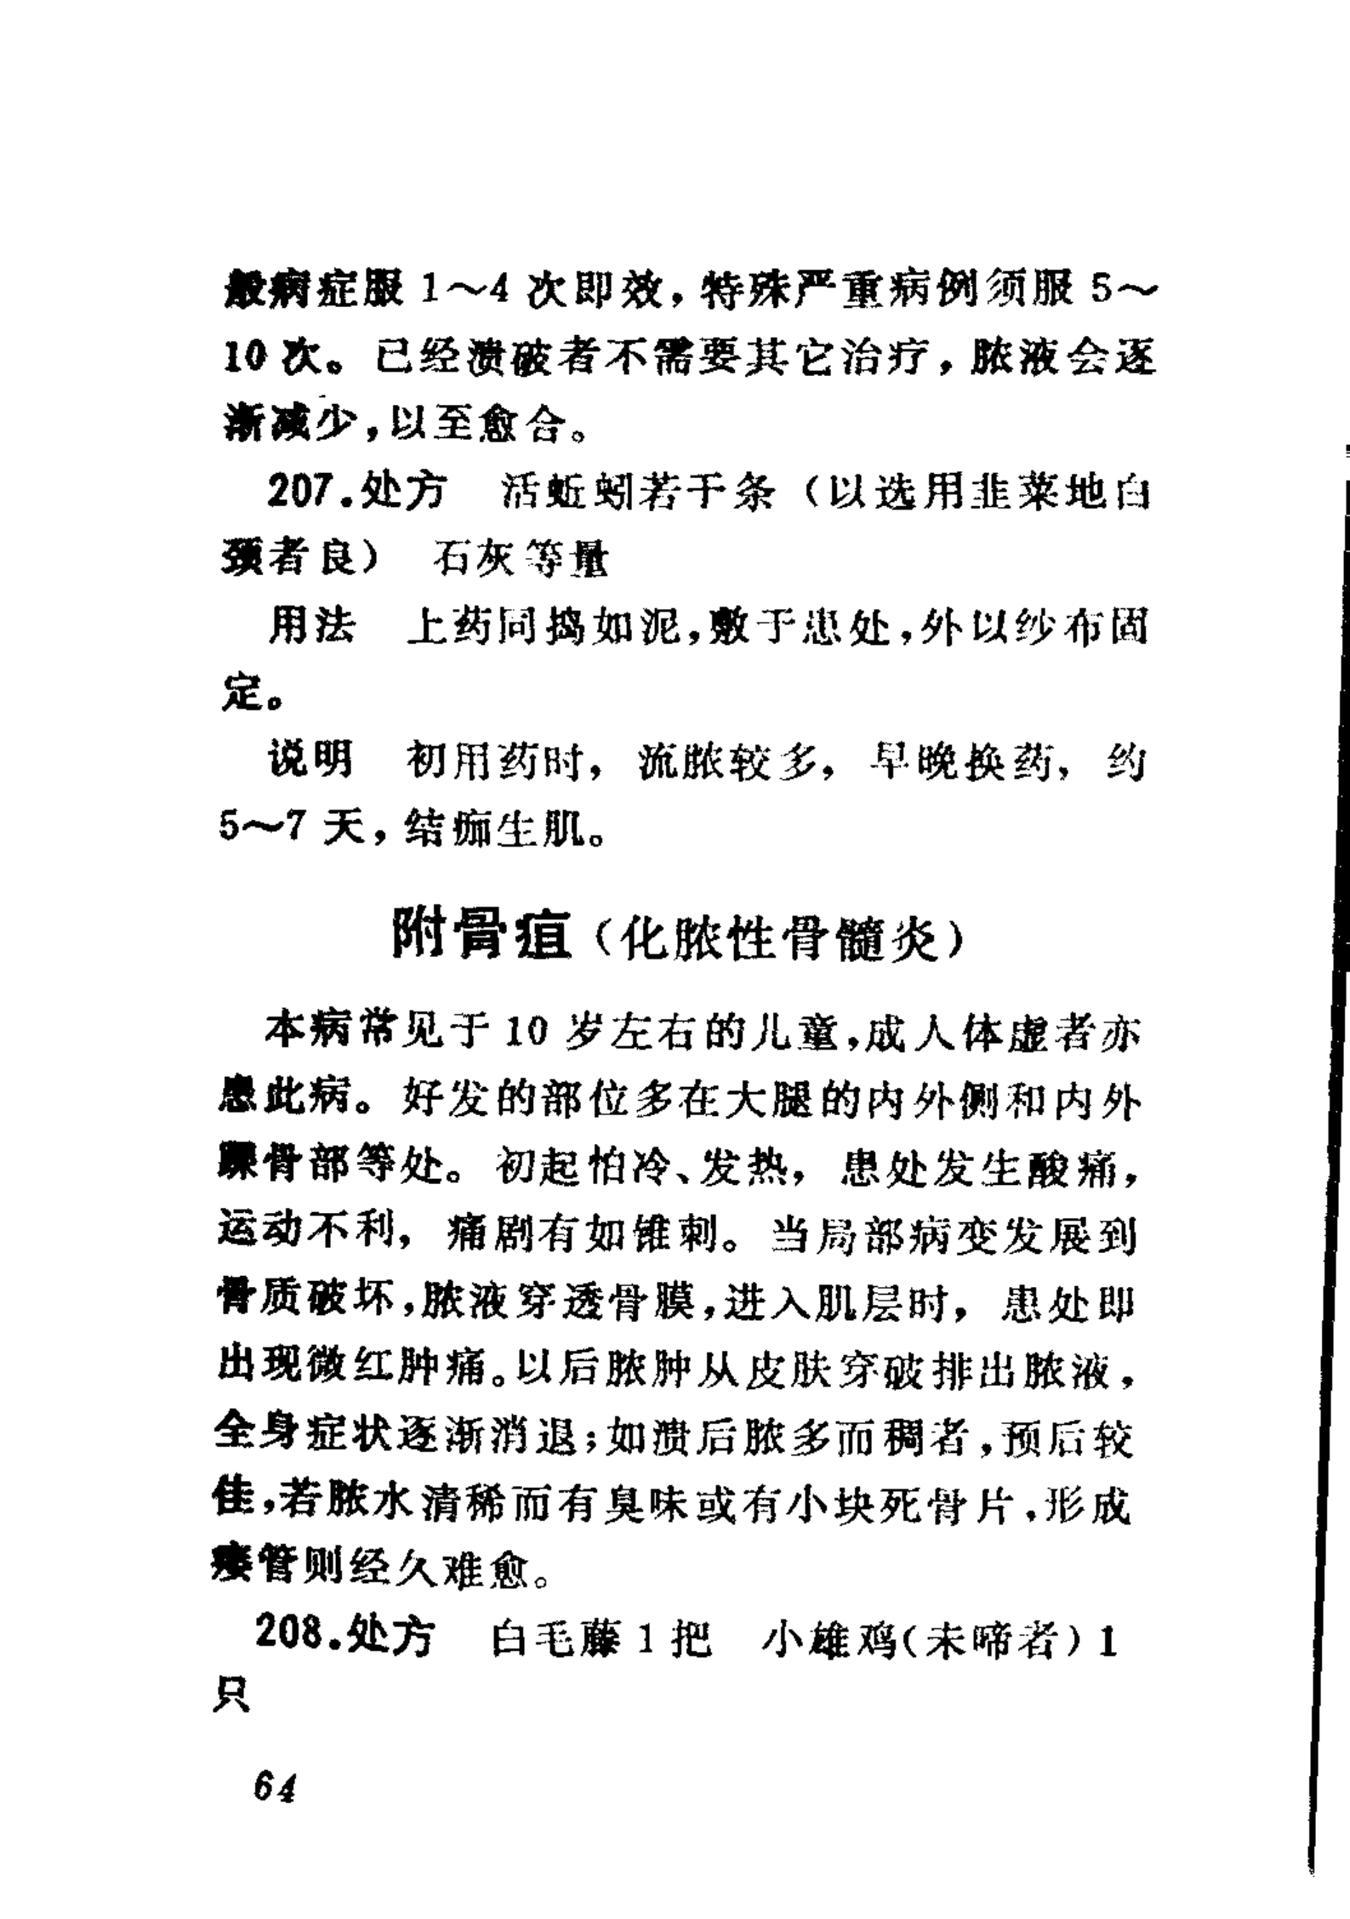 般病症服 1～4 次即效，特殊严重病例须服 5～
10 次。已经溃破者不需要其它治疗，脓液会逐
渐减少，以至愈合。
207.处方　活蚯蚓若干条（以选用韭菜地白
颈者良）　石灰等量
用法　上药同捣如泥，敷于患处，外以纱布固
定。
说明　初用药时，流脓较多，早晚换药，约
5～7 天，结痂生肌。
附骨疽（化脓性骨髓炎）
本病常见于 10 岁左右的儿童，成人体虚者亦
患此病。好发的部位多在大腿的内外侧和内外
踝骨部等处。初起怕冷、发热，患处发生酸痛，
运动不利，痛剧有如锥刺。当局部病变发展到
骨质破坏，脓液穿透骨膜，进入肌层时，患处即
出现微红肿痛。以后脓肿从皮肤穿破排出脓液，
全身症状逐渐消退；如溃后脓多而稠者，预后较
佳，若脓水清稀而有臭味或有小块死骨片，形成
瘘管则经久难愈。
208.处方　白毛藤 1 把　小雄鸡（未啼者）1
只
64